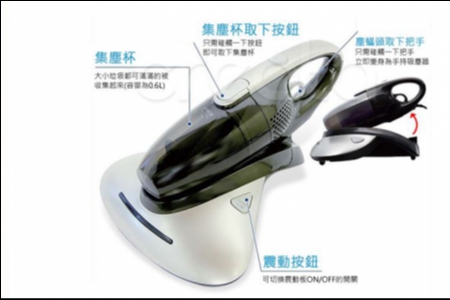 集塵杯取下按鈕
只需碰觸一下按鈕
即可取下集塵杯
塵蟎頭取下把手
只需碰觸一下把手
立即變身為手持吸塵器
集塵杯
大小垃圾都可滿滿的被
收集起來(容量為0.6L)
震動按鈕
可切換震動板ON/OFF的開關